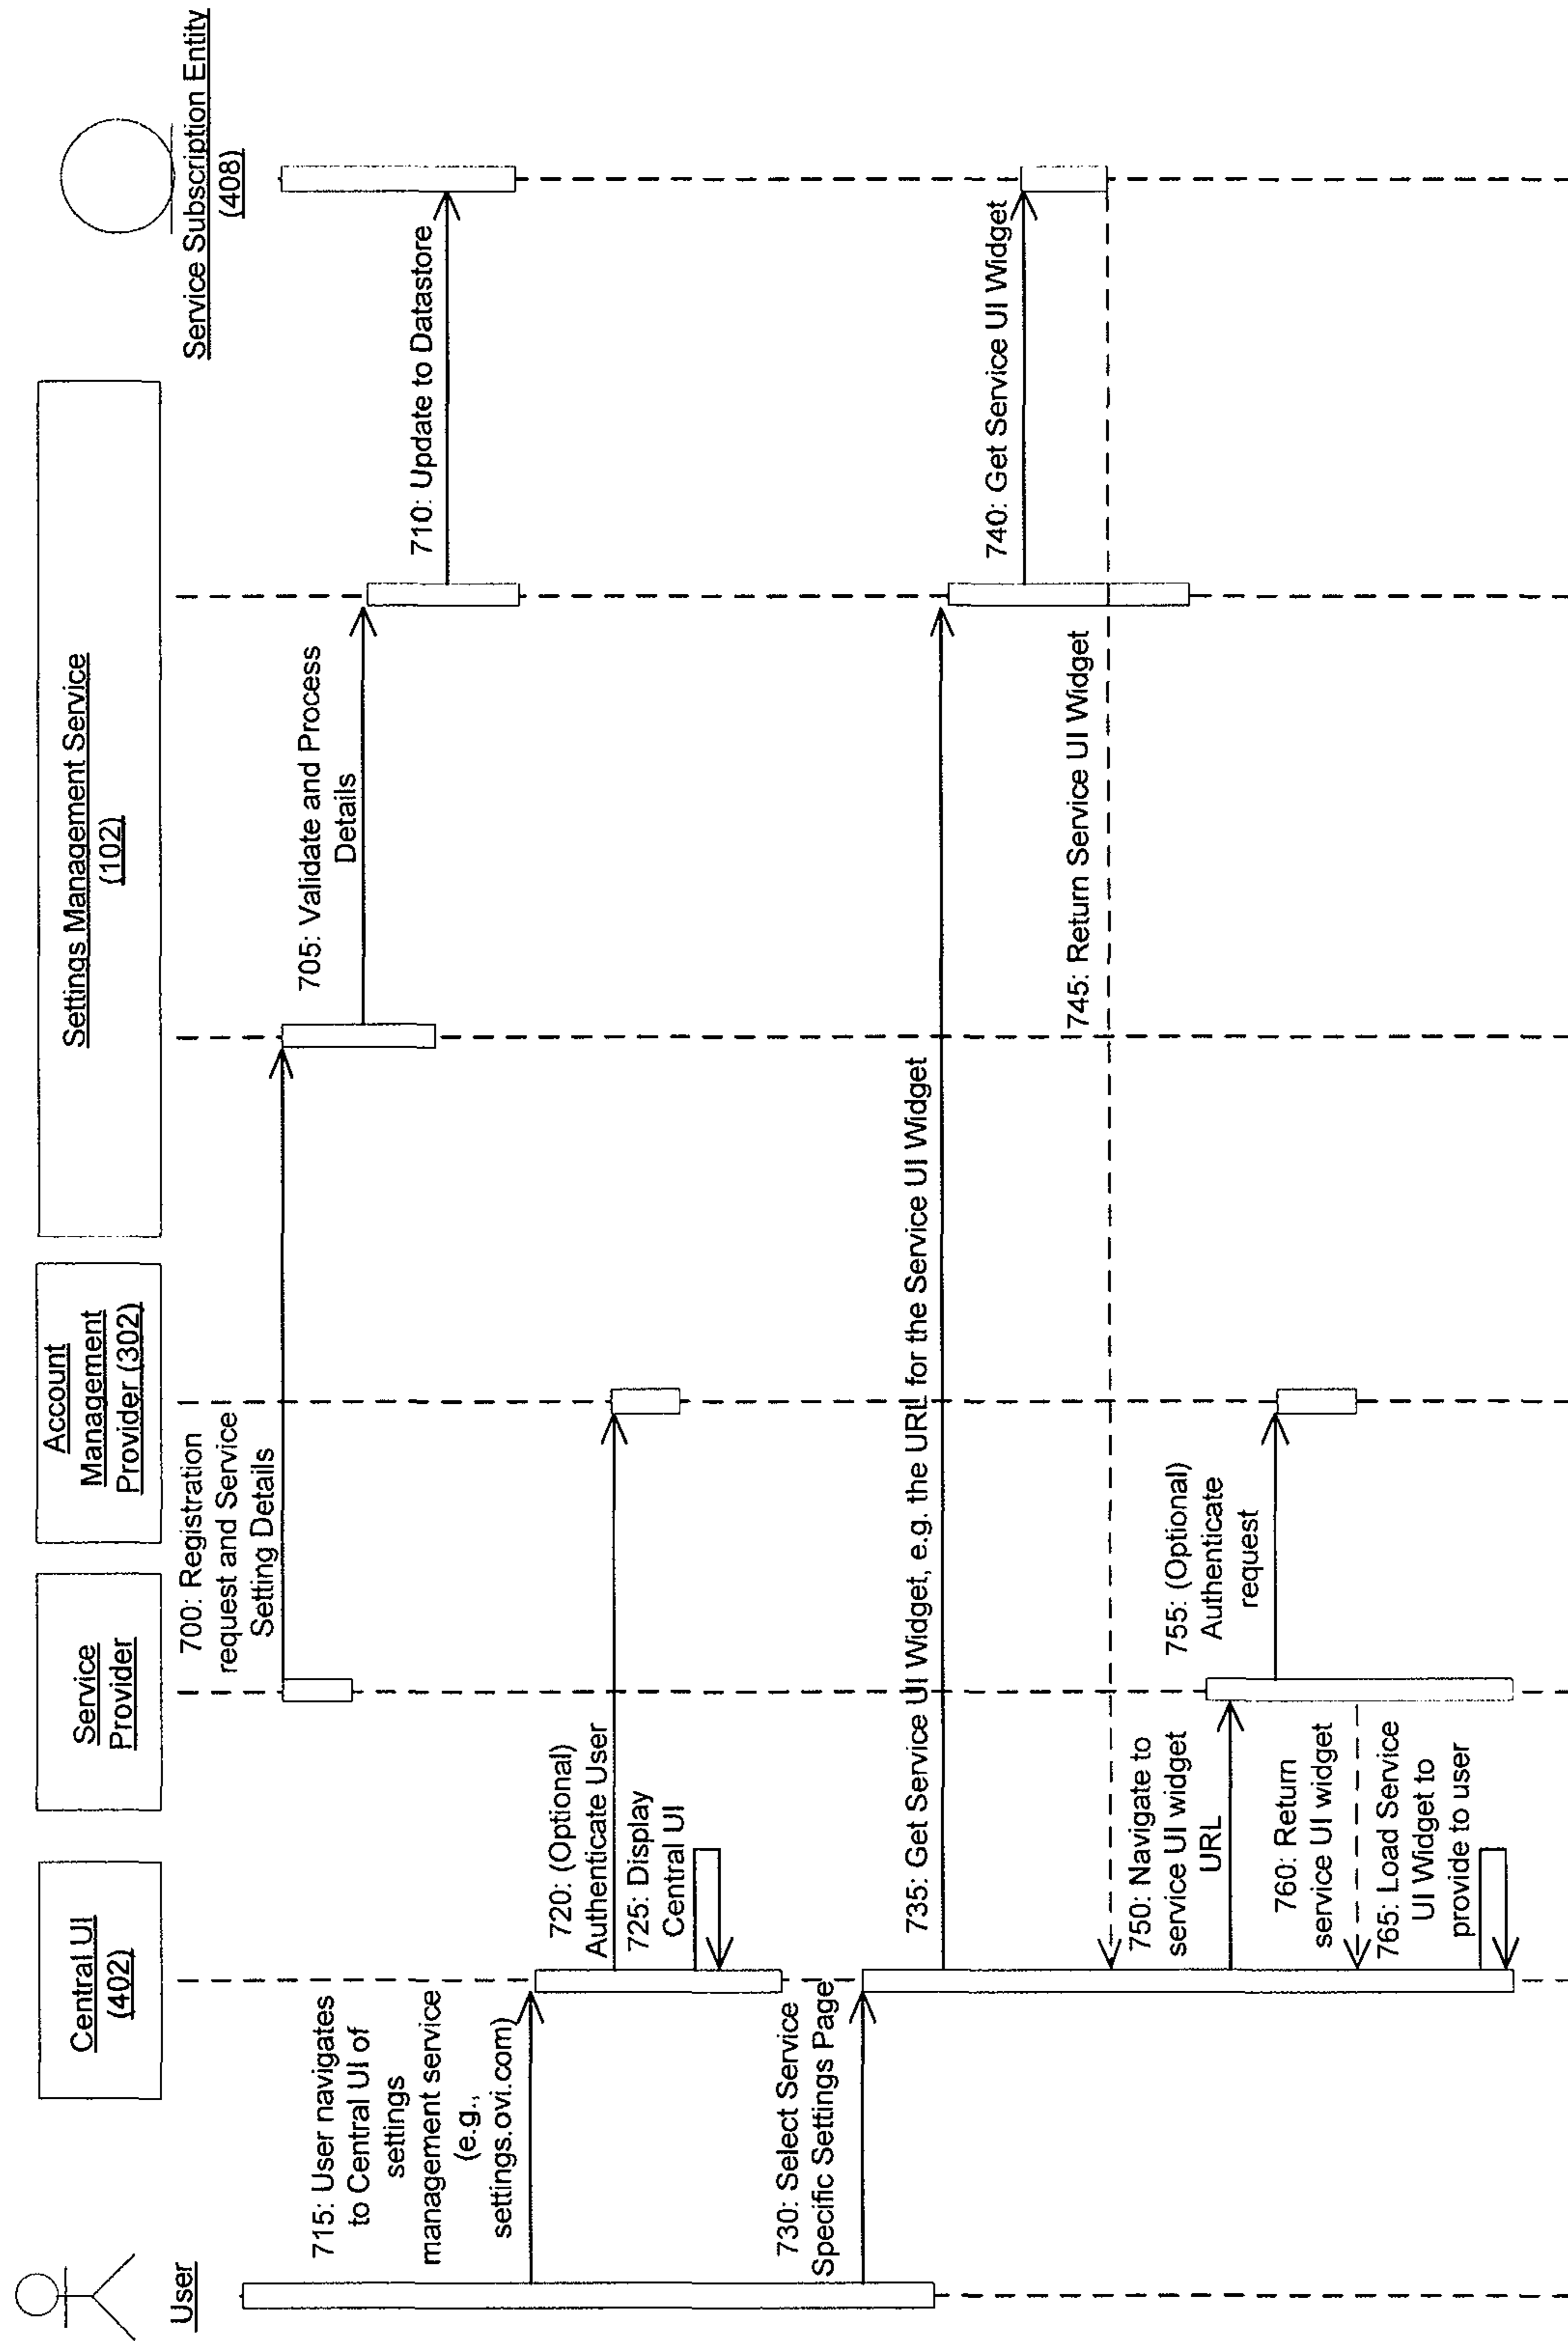 User
Central UI
(402)
Service
Provider
Account
Management
Provider (302)
Settings Management Service
(102)
Service Subscription Entity
(408)
700: Registration
request and Service
Setting Details
705: Validate and Process
Details
710: Update to Datastore
715: User navigates
to Central UI of
settings
management service
(e.g.,
settings.ovi.com)
720: (Optional)
Authenticate User
725: Display
Central UI
730: Select Service
Specific Settings Page
735: Get Service UI Widget, e.g. the URL for the Service UI Widget
740: Get Service UI Widget
745: Return Service UI Widget
750: Navigate to
service UI widget
URL
755: (Optional)
Authenticate
request
760: Return
service UI widget
765: Load Service
UI Widget to
provide to user